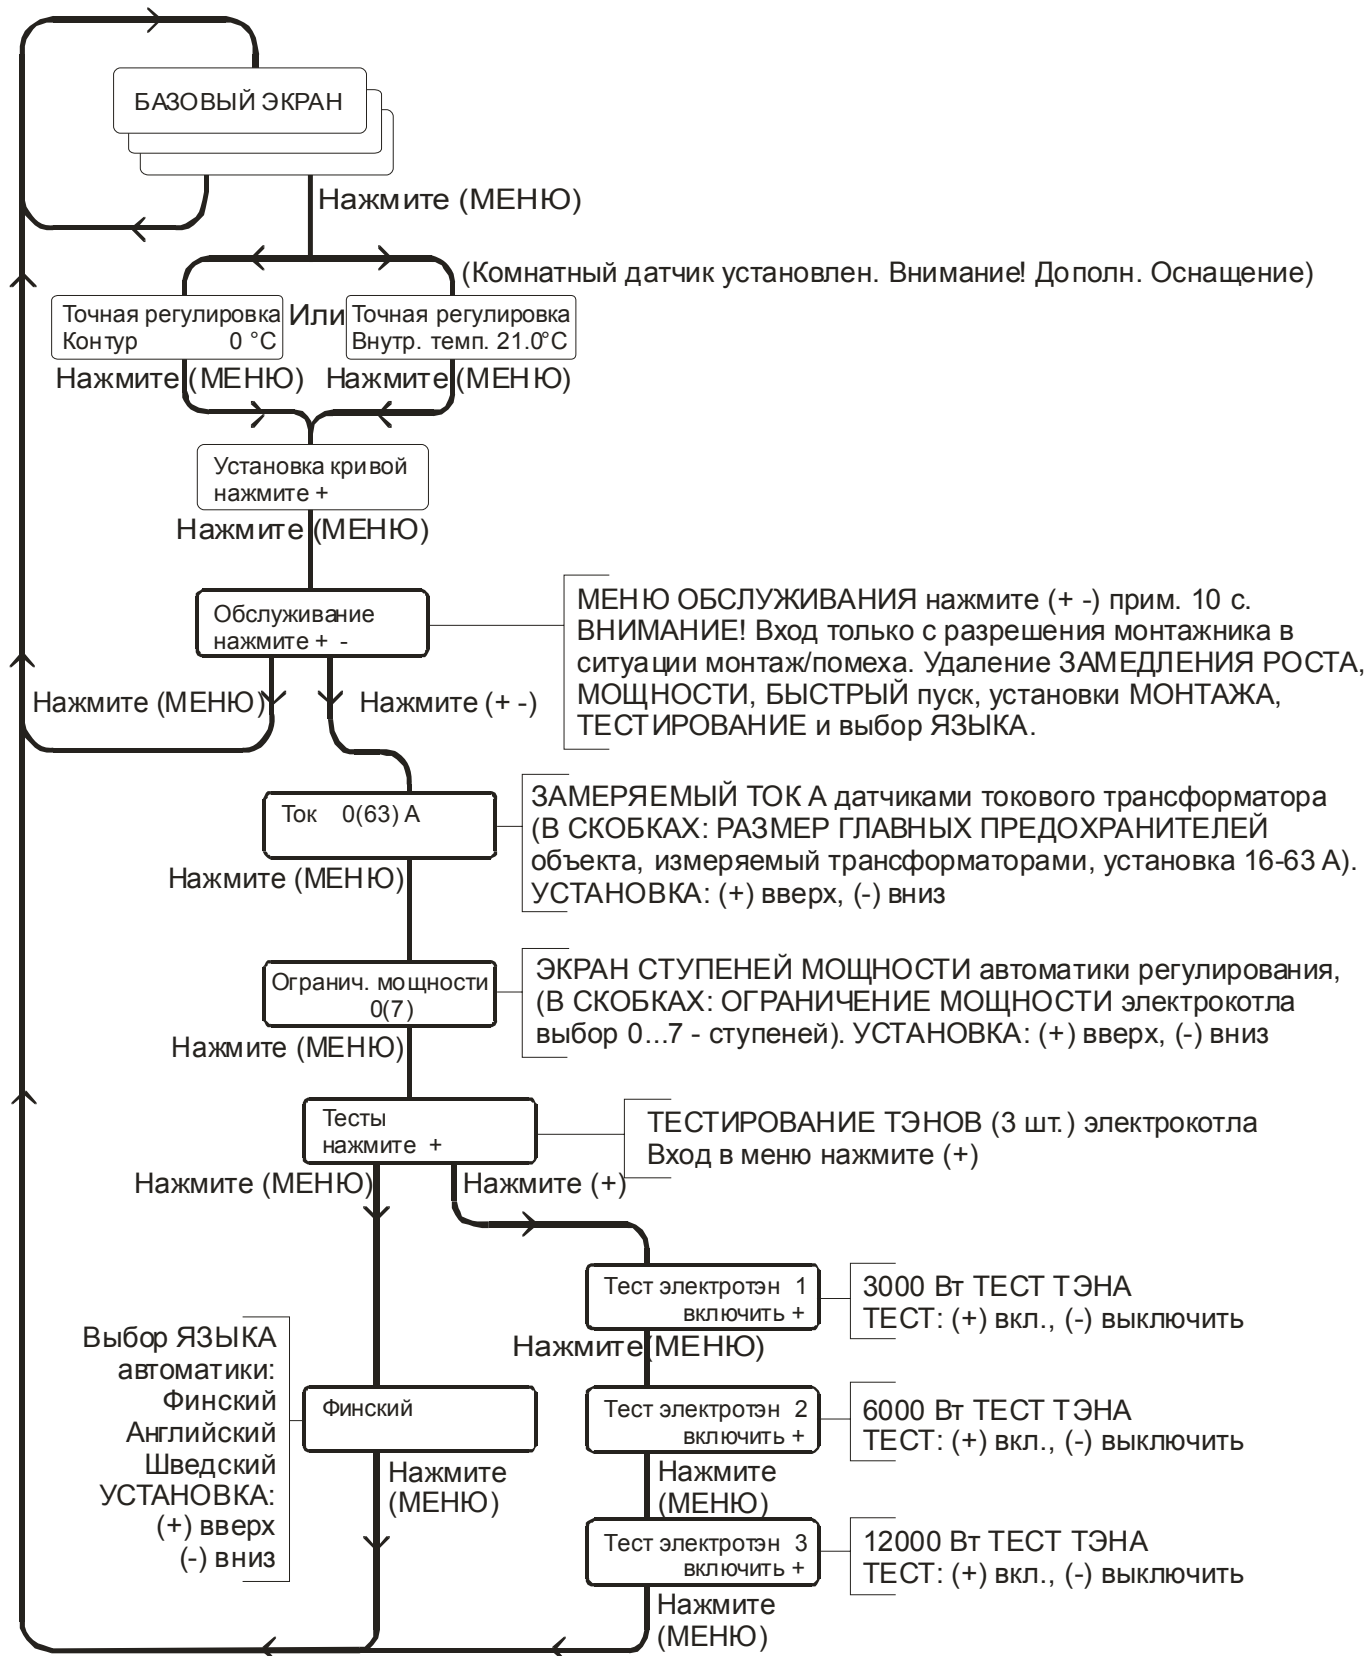 БАЗОВЫЙ ЭКРАН
Нажмите (МЕНЮ)
(Комнатный датчик установлен. Внимание! Дополн. Оснащение)
Точная регулировка
Контур 0 °C
Или
Точная регулировка
Внутр. темп. 21.0°C
Нажмите (МЕНЮ)
Нажмите (МЕНЮ)
Установка кривой
нажмите +
Нажмите (МЕНЮ)
Обслуживание
нажмите + -
МЕНЮ ОБСЛУЖИВАНИЯ нажмите (+ -) прим. 10 с.
ВНИМАНИЕ! Вход только с разрешения монтажника в
ситуации монтаж/помеха. Удаление ЗАМЕДЛЕНИЯ РОСТА,
МОЩНОСТИ, БЫСТРЫЙ пуск, установки МОНТАЖА,
ТЕСТИРОВАНИЕ и выбор ЯЗЫКА.
Нажмите (МЕНЮ)
Нажмите (+ -)
Ток 0(63) А
ЗАМЕРЯЕМЫЙ ТОК А датчиками токового трансформатора
(В СКОБКАХ: РАЗМЕР ГЛАВНЫХ ПРЕДОХРАНИТЕЛЕЙ
объекта, измеряемый трансформаторами, установка 16-63 А).
УСТАНОВКА: (+) вверх, (-) вниз
Нажмите (МЕНЮ)
Огранич. мощности
0(7)
ЭКРАН СТУПЕНЕЙ МОЩНОСТИ автоматики регулирования,
(В СКОБКАХ: ОГРАНИЧЕНИЕ МОЩНОСТИ электрокотла
выбор 0...7 - ступеней). УСТАНОВКА: (+) вверх, (-) вниз
Нажмите (МЕНЮ)
Тесты
нажмите +
ТЕСТИРОВАНИЕ ТЭНОВ (3 шт.) электрокотла
Вход в меню нажмите (+)
Нажмите (МЕНЮ)
Нажмите (+)
Тест электротэн 1
включить +
3000 Вт ТЕСТ ТЭНА
ТЕСТ: (+) вкл., (-) выключить
Нажмите (МЕНЮ)
Выбор ЯЗЫКА
автоматики:
Финский
Английский
Шведский
УСТАНОВКА:
(+) вверх
(-) вниз
Финский
Нажмите
(МЕНЮ)
Тест электротэн 2
включить +
6000 Вт ТЕСТ ТЭНА
ТЕСТ: (+) вкл., (-) выключить
Нажмите
(МЕНЮ)
Тест электротэн 3
включить +
12000 Вт ТЕСТ ТЭНА
ТЕСТ: (+) вкл., (-) выключить
Нажмите
(МЕНЮ)